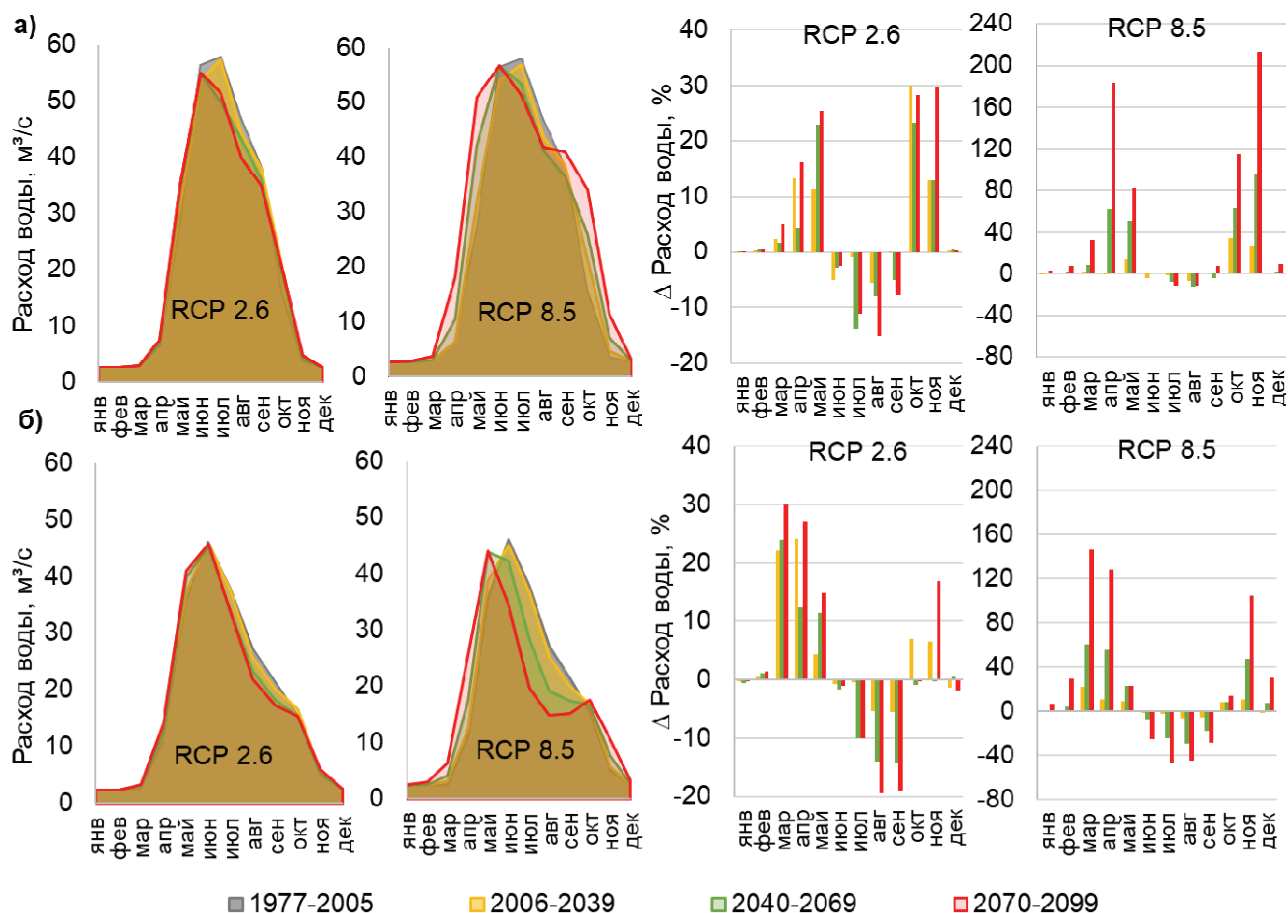 а)
Расход воды, м³/с
60
50
40
30
20
10
0
RCP 2.6
янв
фев
мар
апр
май
июн
июл
авг
сен
окт
ноя
дек
60
50
40
30
20
10
0
RCP 8.5
янв
фев
мар
апр
май
июн
июл
авг
сен
окт
ноя
дек
Δ Расход воды, %
40
30
20
10
0
-10
-20
RCP 2.6
янв
фев
мар
апр
май
июн
июл
авг
сен
окт
ноя
дек
240
200
160
120
80
40
0
-40
-80
RCP 8.5
янв
фев
мар
апр
май
июн
июл
авг
сен
окт
ноя
дек
б)
Расход воды, м³/с
60
50
40
30
20
10
0
RCP 2.6
янв
фев
мар
апр
май
июн
июл
авг
сен
окт
ноя
дек
60
50
40
30
20
10
0
RCP 8.5
янв
фев
мар
апр
май
июн
июл
авг
сен
окт
ноя
дек
Δ Расход воды, %
40
30
20
10
0
-10
-20
RCP 2.6
янв
фев
мар
апр
май
июн
июл
авг
сен
окт
ноя
дек
240
200
160
120
80
40
0
-40
-80
RCP 8.5
янв
фев
мар
апр
май
июн
июл
авг
сен
окт
ноя
дек
1977-2005
2006-2039
2040-2069
2070-2099